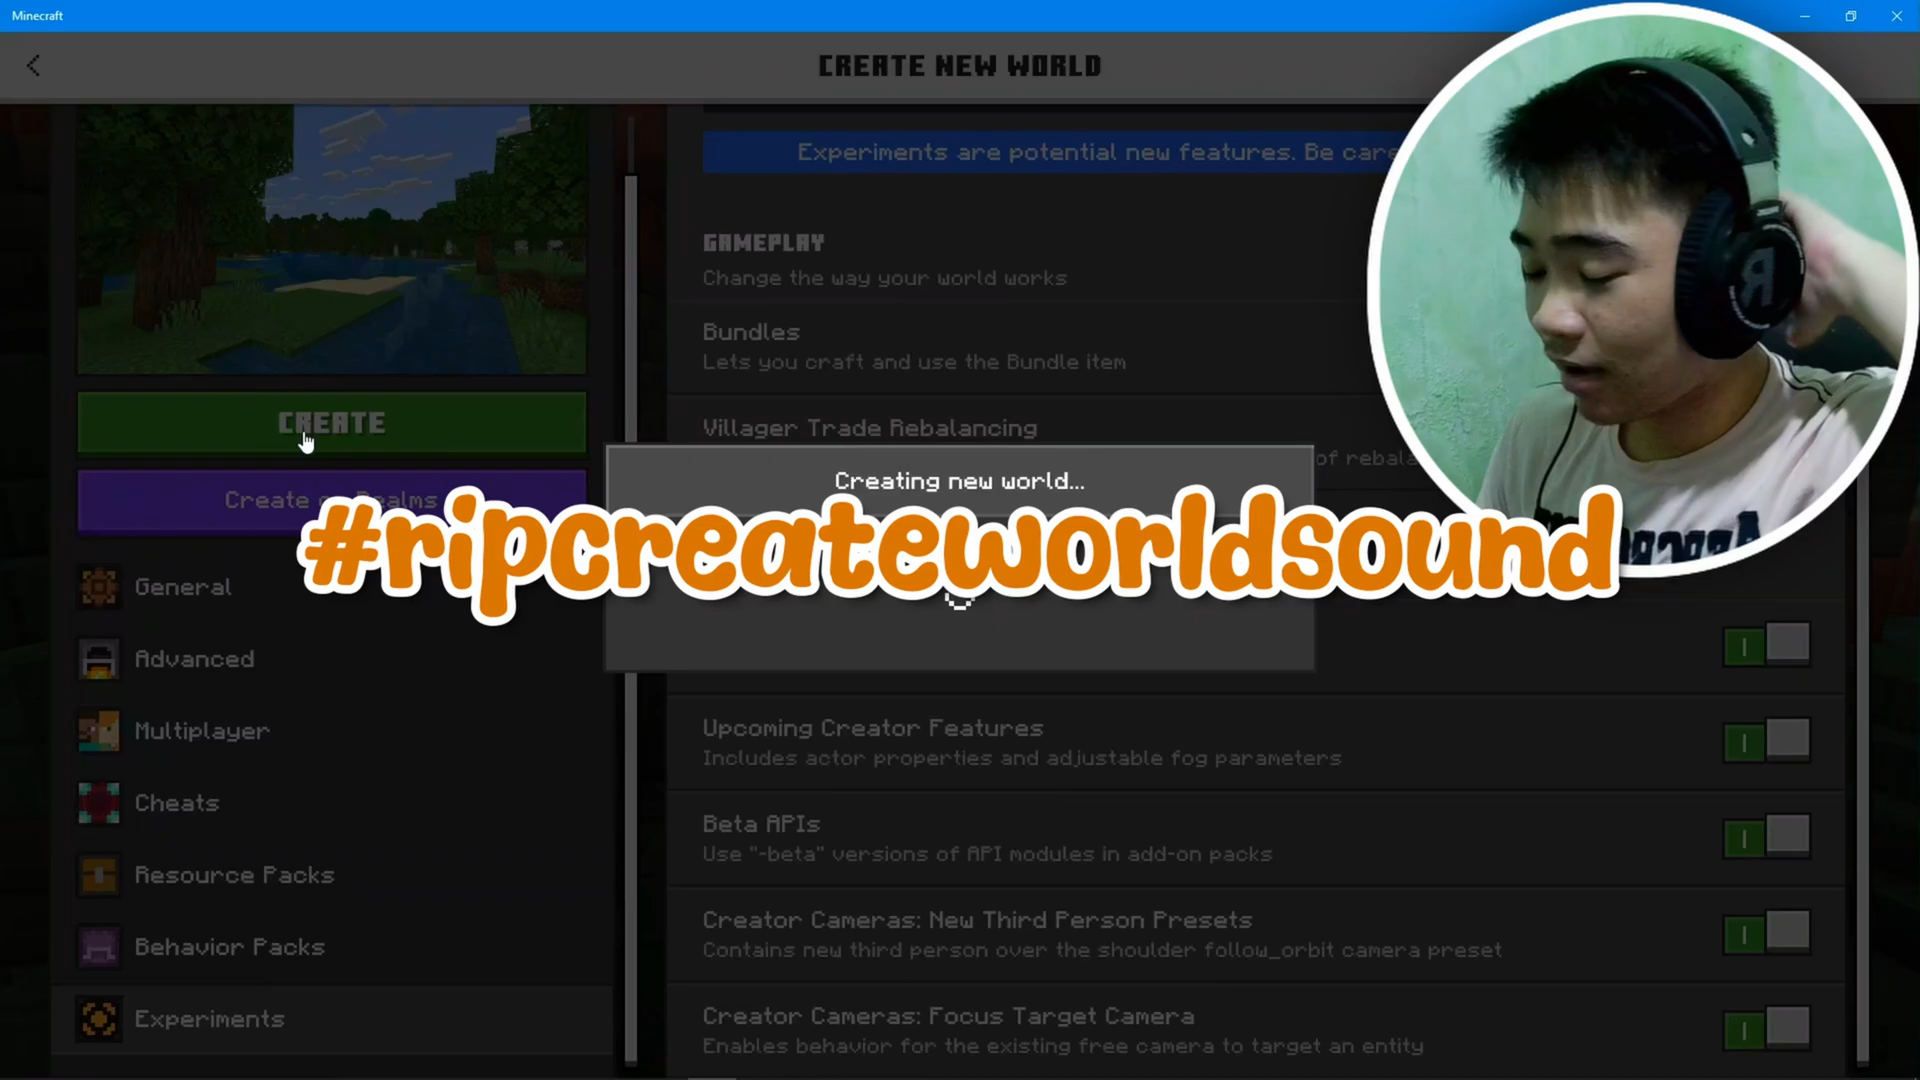 Minecraft
CREATE NEW WORLD
Experiments are potential new features. Be care
GAMEPLAY
Change the way your world works
Bundles
Lets you craft and use the Bundle item
CREATE
Villager Trade Rebalancing
of rebala
Creating new world...
Create on Realms
#ripcreateworldsound
General
Advanced
Multiplayer
Cheats
Resource Packs
Behavior Packs
Experiments
Upcoming Creator Features
Includes actor properties and adjustable fog parameters
Beta APIs
Use "-beta" versions of API modules in add-on packs
Creator Cameras: New Third Person Presets
Contains new third person over the shoulder follow_orbit camera preset
Creator Cameras: Focus Target Camera
Enables behavior for the existing free camera to target an entity